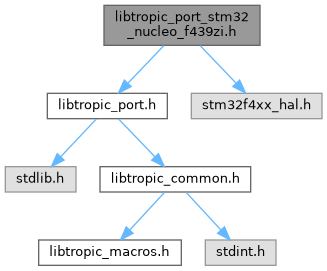 libtropic_port_stm32
_nucleo_f439zi.h
libtropic_port.h
stm32f4xx_hal.h
stdlib.h
libtropic_common.h
libtropic_macros.h
stdint.h